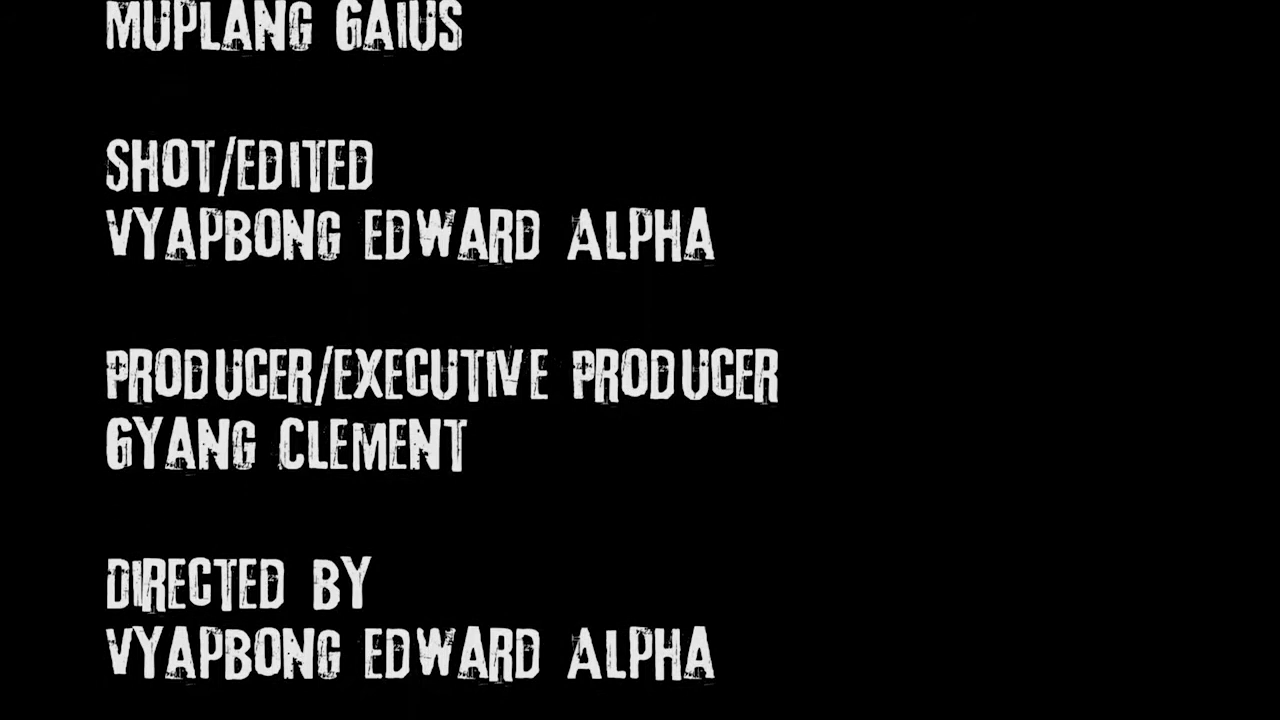 MUPLANG GAIUS
SHOT/EDITED
VYAPBONG EDWARD ALPHA
PRODUCER/EXECUTIVE PRODUCER
GYANG CLEMENT
DIRECTED BY
VYAPBONG EDWARD ALPHA